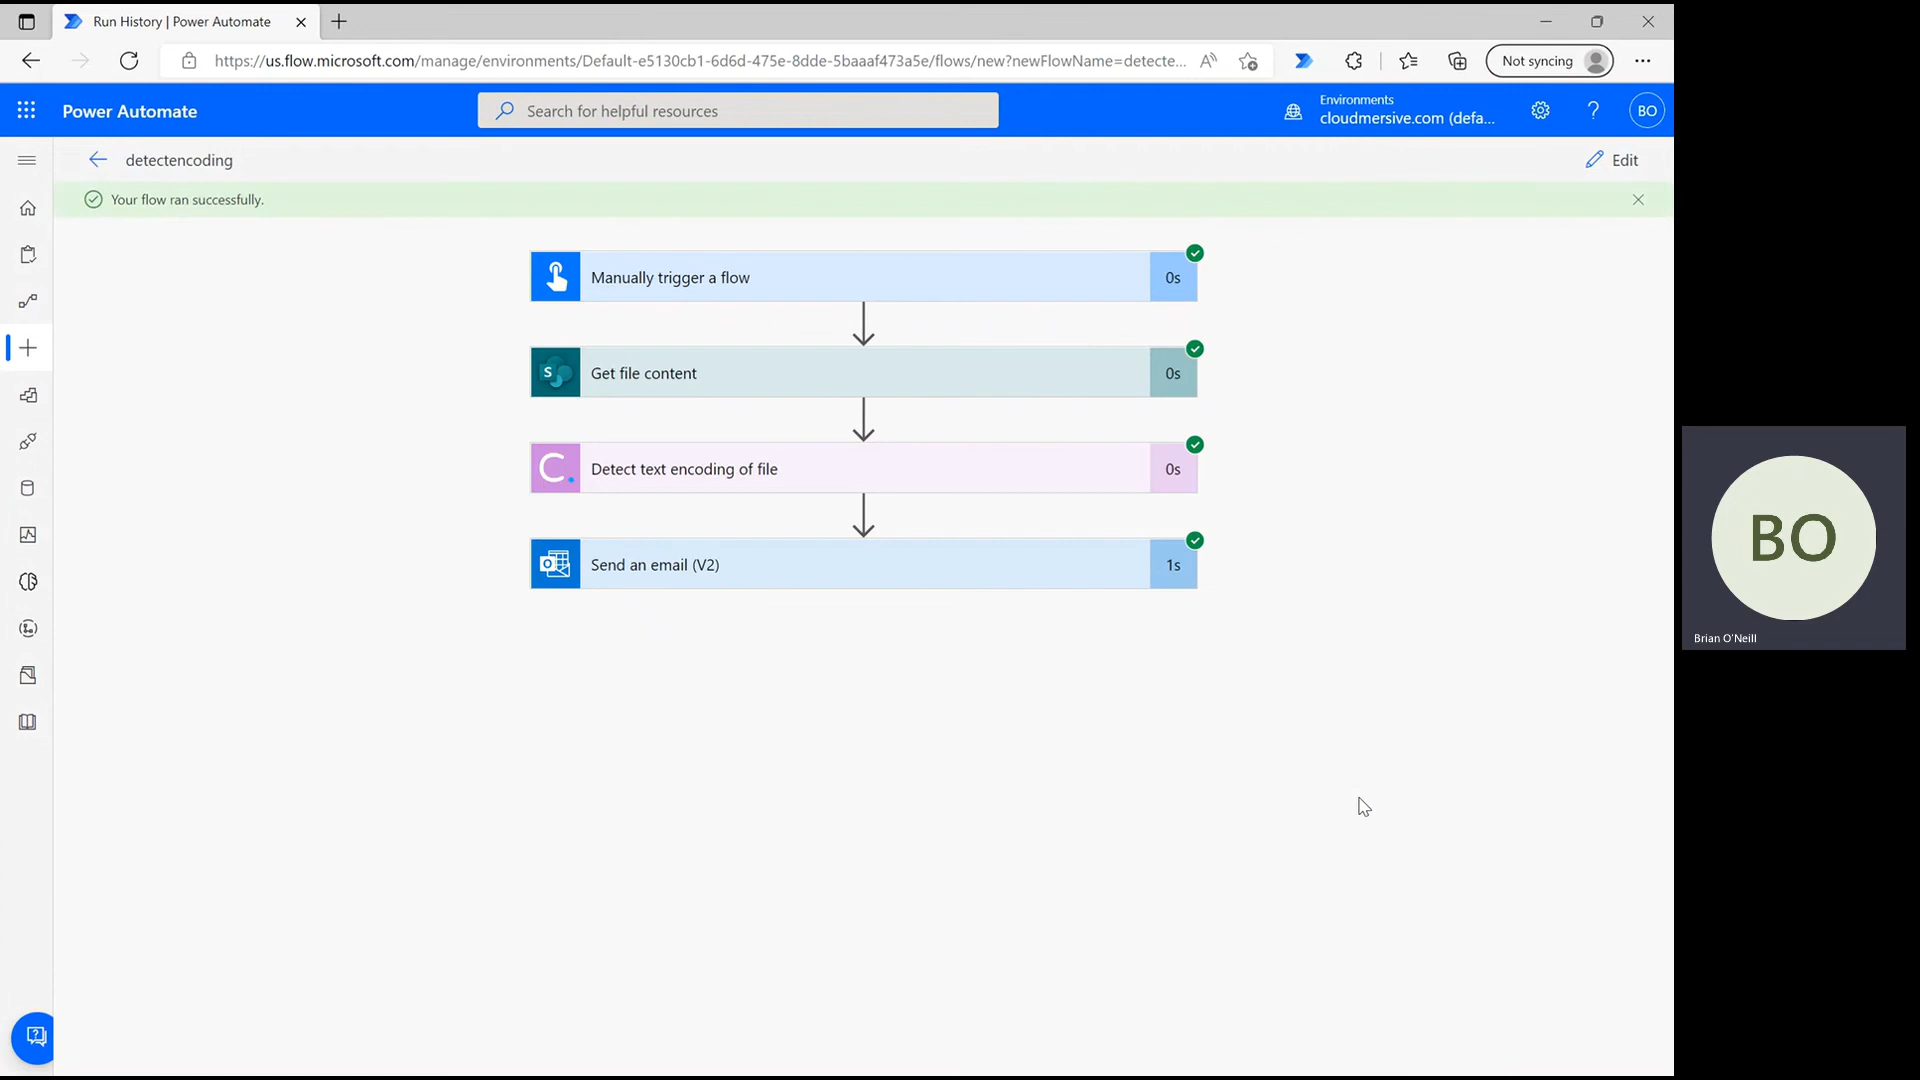 Run History | Power Automate
https://us.flow.microsoft.com/manage/environments/Default-e5130cb1-6d6d-475e-8dde-5baaaf473a5e/flows/new?newFlowName=detecte...
Not syncing
Power Automate
Search for helpful resources
Environments
cloudmersive.com (defa...
BO
detectencoding
Edit
Your flow ran successfully.
Manually trigger a flow
0s
Get file content
0s
Detect text encoding of file
0s
Send an email (V2)
1s
BO
Brian O'Neill